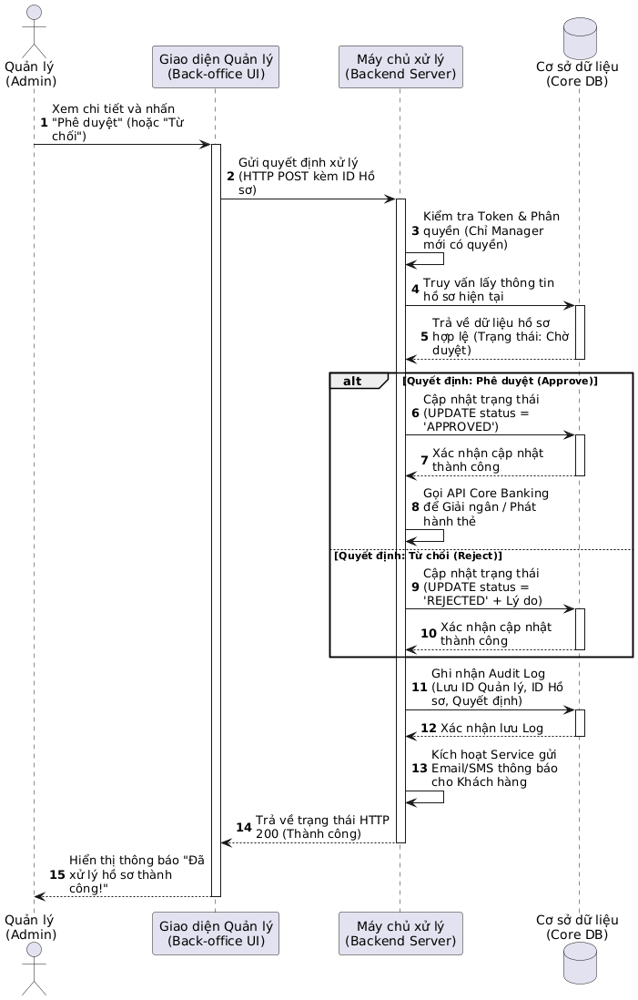 Quản lý
(Admin)
Giao diện Quản lý
(Back-office UI)
Máy chủ xử lý
(Backend Server)
Cơ sở dữ liệu
(Core DB)
1 Xem chi tiết và nhấn
"Phê duyệt" (hoặc "Từ
chối")
2 Gửi quyết định xử lý
(HTTP POST kèm ID Hồ
sơ)
3 Kiểm tra Token & Phân
quyền (Chỉ Manager
mới có quyền)
4 Truy vấn lấy thông tin
hồ sơ hiện tại
5 Trả về dữ liệu hồ sơ
hợp lệ (Trạng thái: Chờ
duyệt)
alt [Quyết định: Phê duyệt (Approve)]
6 Cập nhật trạng thái
(UPDATE status =
'APPROVED')
7 Xác nhận cập nhật
thành công
8 Gọi API Core Banking
để Giải ngân / Phát
hành thẻ
[Quyết định: Từ chối (Reject)]
9 Cập nhật trạng thái
(UPDATE status =
'REJECTED' + Lý do)
10 Xác nhận cập nhật
thành công
11 Ghi nhận Audit Log
(Lưu ID Quản lý, ID Hồ
sơ, Quyết định)
12 Xác nhận lưu Log
13 Kích hoạt Service gửi
Email/SMS thông báo
cho Khách hàng
14 Trả về trạng thái HTTP
200 (Thành công)
15 Hiển thị thông báo "Đã
xử lý hồ sơ thành
công!"
Quản lý
(Admin)
Giao diện Quản lý
(Back-office UI)
Máy chủ xử lý
(Backend Server)
Cơ sở dữ liệu
(Core DB)